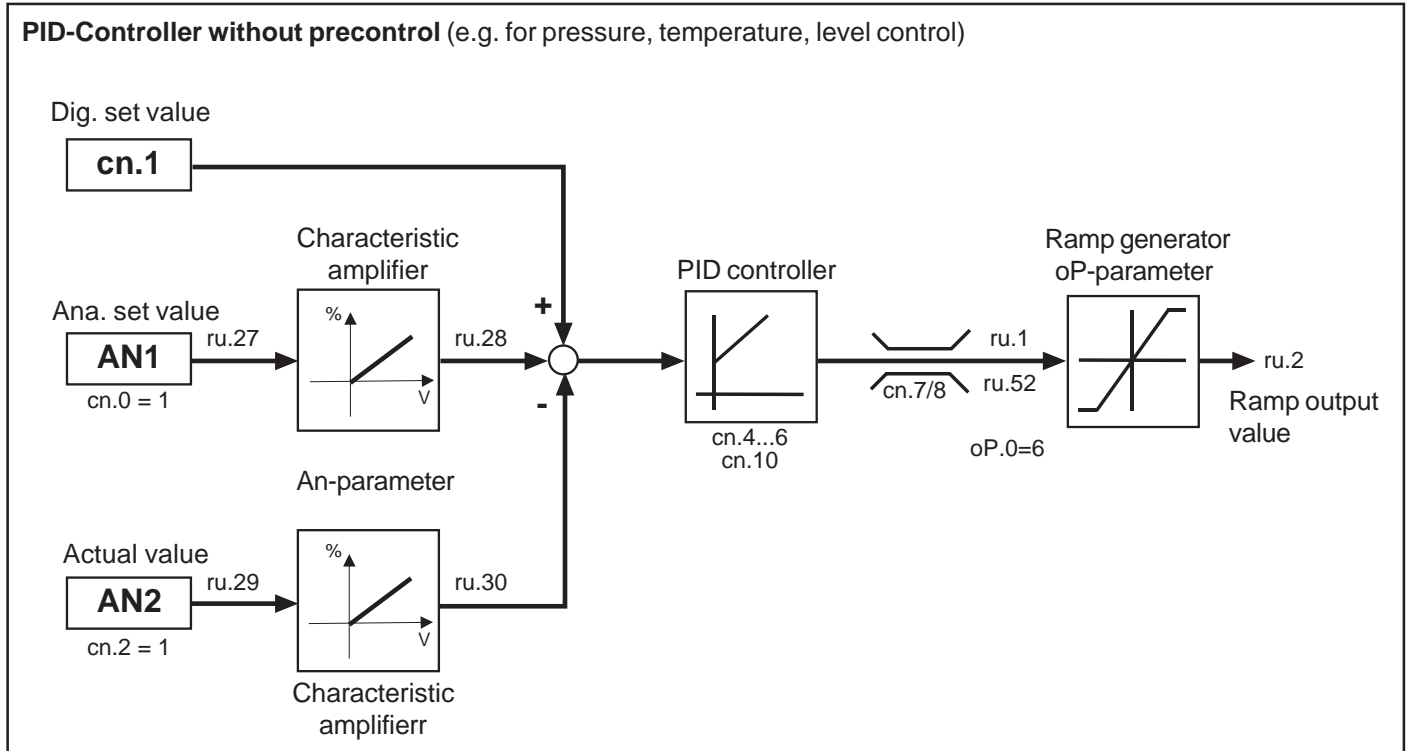 PID-Controller without precontrol (e.g. for pressure, temperature, level control)
Dig. set value
cn.1
Characteristic
amplifier
%
V
Ana. set value
AN1
cn.0 = 1
ru.27
ru.28
+
-
PID controller
cn.4...6
cn.10
cn.7/8
ru.1
ru.52
Ramp generator
oP-parameter
oP.0=6
ru.2
Ramp output
value
An-parameter
Actual value
AN2
cn.2 = 1
ru.29
%
V
ru.30
Characteristic
amplifierr